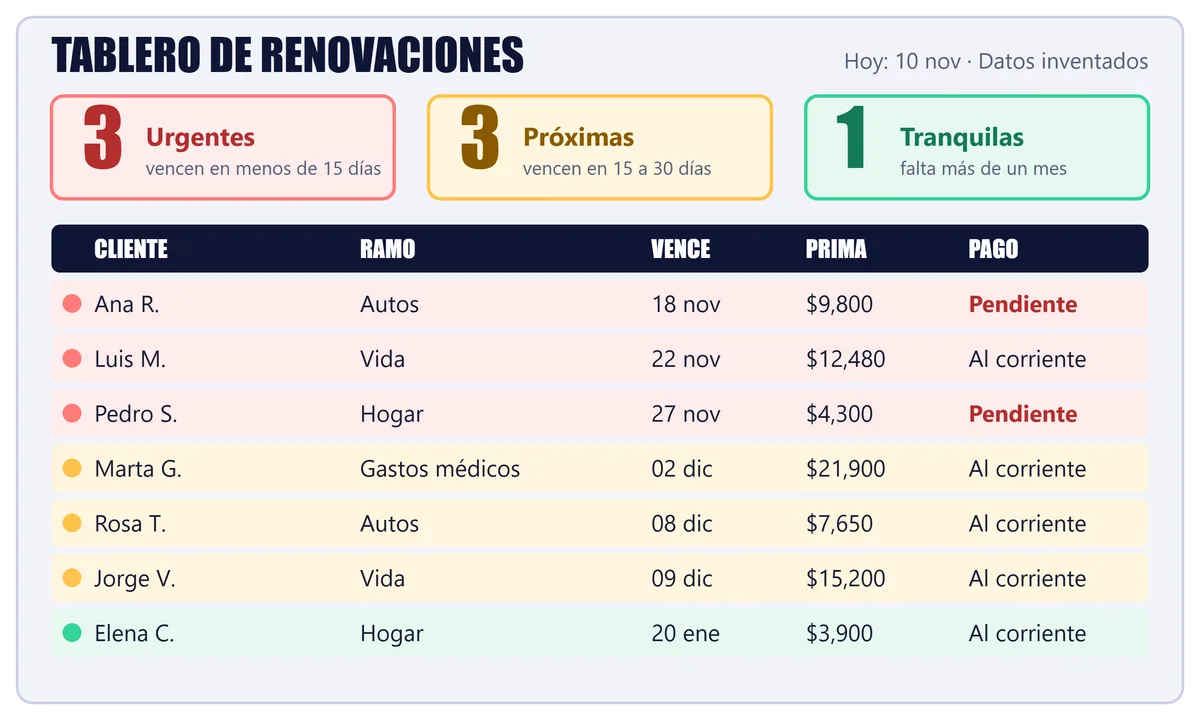 TABLERO DE RENOVACIONES
Hoy: 10 nov · Datos inventados
3 Urgentes
vencen en menos de 15 días
3 Próximas
vencen en 15 a 30 días
1 Tranquilas
falta más de un mes
CLIENTE RAMO VENCE PRIMA PAGO
Ana R. Autos 18 nov $9,800 Pendiente
Luis M. Vida 22 nov $12,480 Al corriente
Pedro S. Hogar 27 nov $4,300 Pendiente
Marta G. Gastos médicos 02 dic $21,900 Al corriente
Rosa T. Autos 08 dic $7,650 Al corriente
Jorge V. Vida 09 dic $15,200 Al corriente
Elena C. Hogar 20 ene $3,900 Al corriente